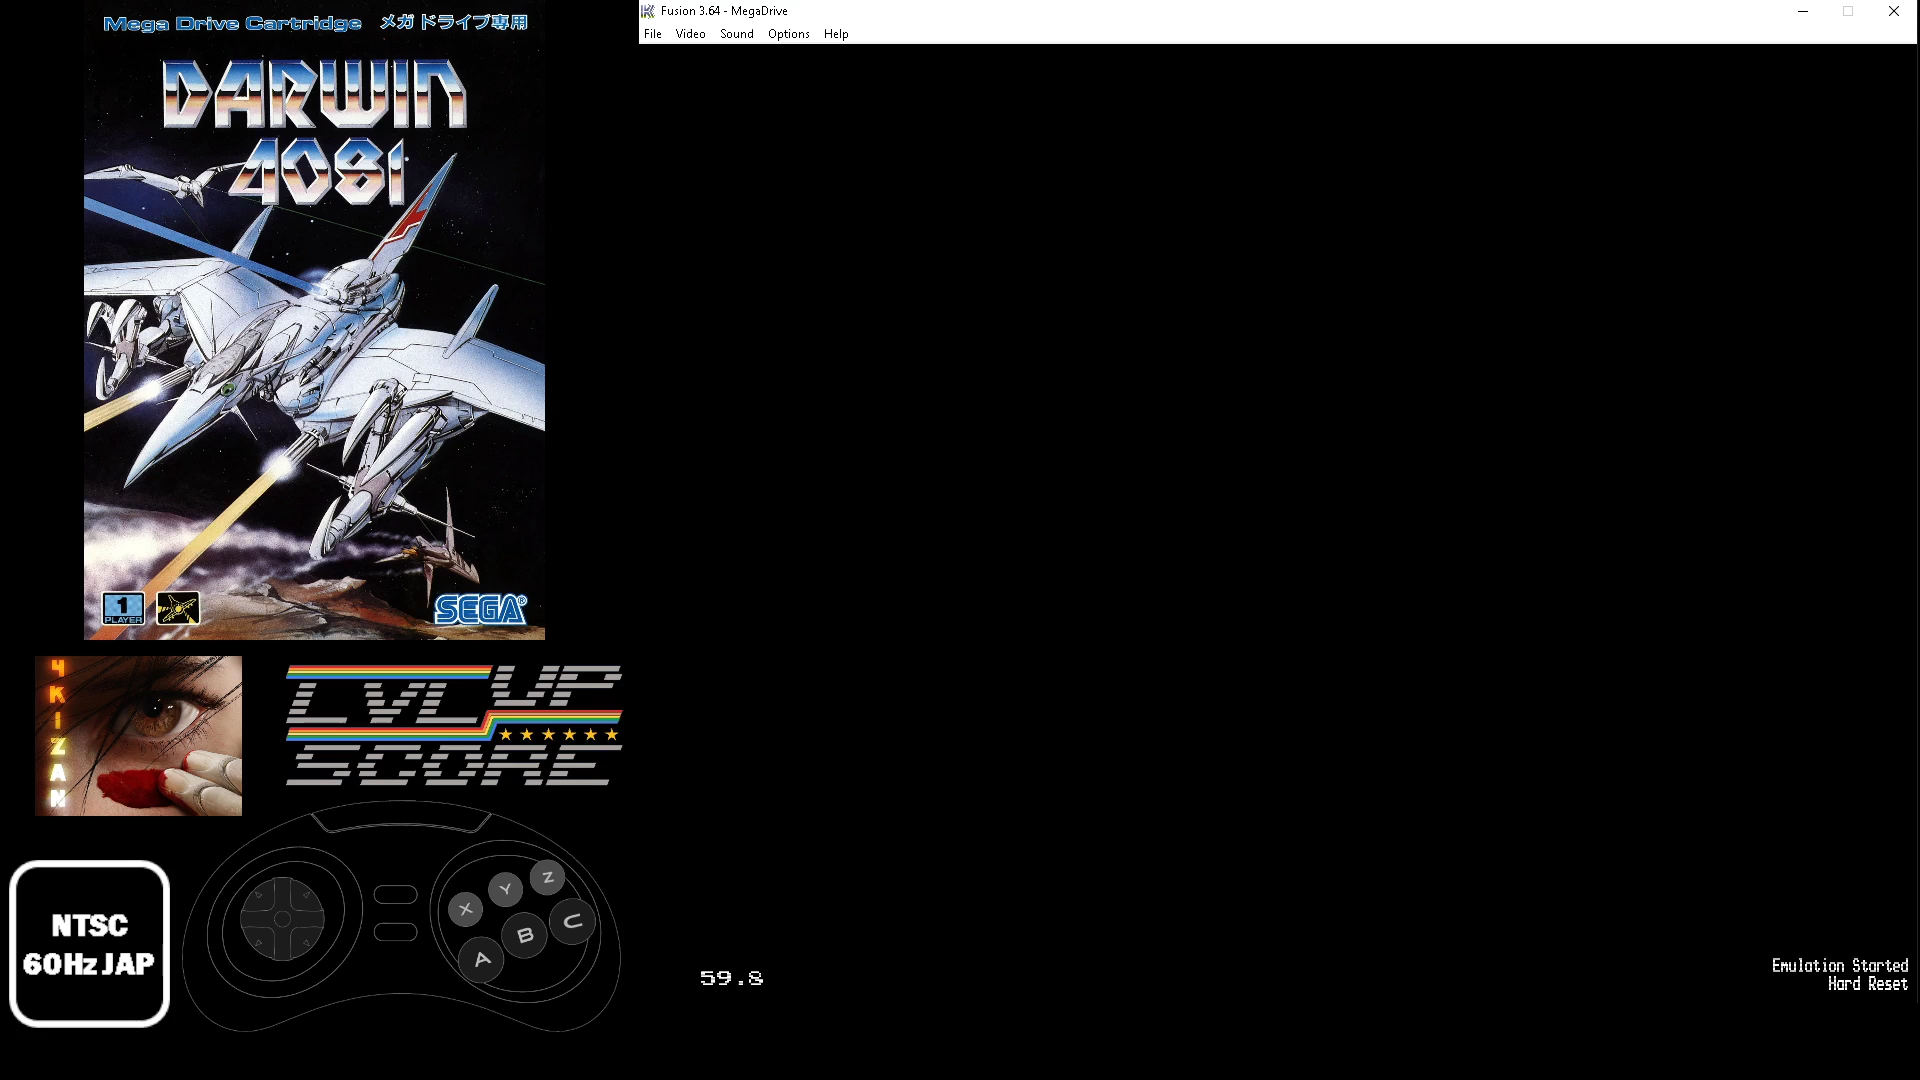 Mega Drive Cartridge メガドライブ専用
DARWIN
4081
1
PLAYER
SEGA®
4KiZAN
LVL UP
SCORE
X Y Z
A B C
NTSC
60Hz JAP
Fusion 3.64 - MegaDrive
File Video Sound Options Help
59.8
Emulation Started
Hard Reset